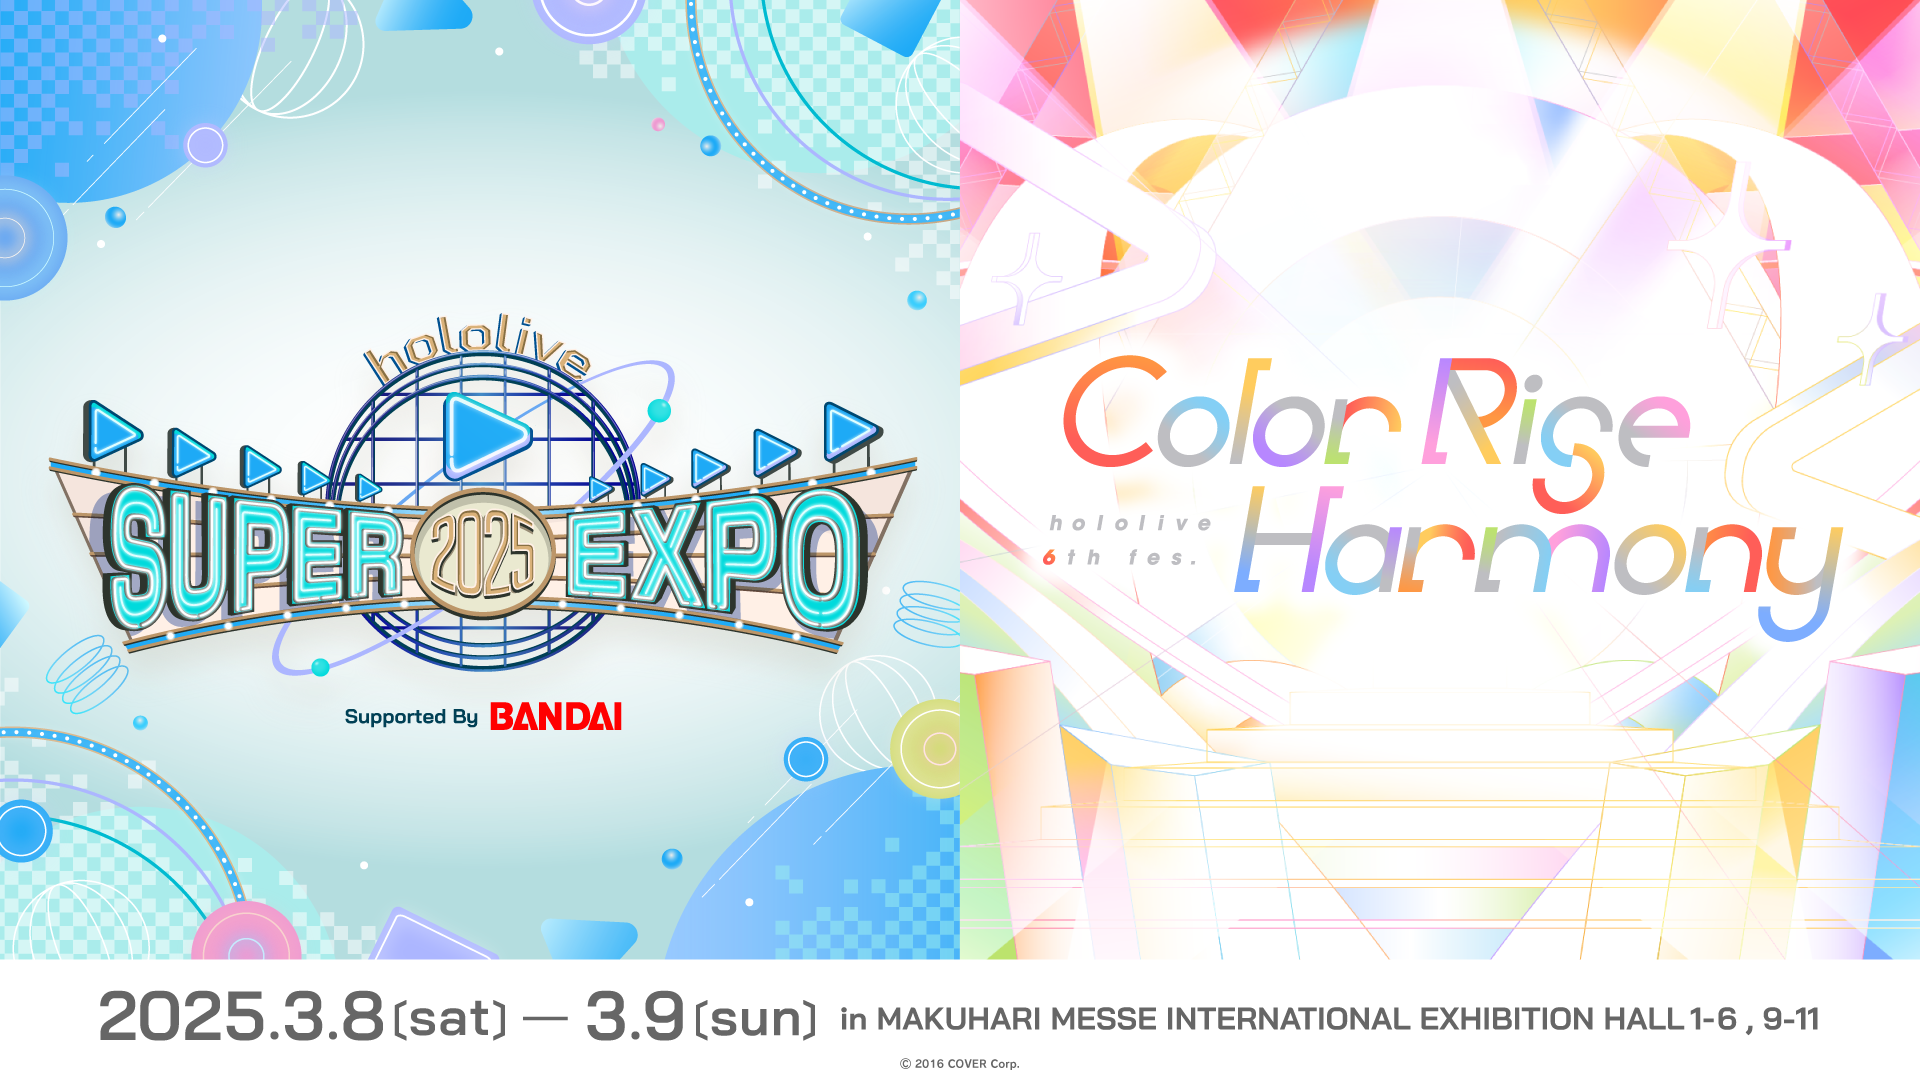 hololive
SUPER 2025 EXPO
Supported By BANDAI
Color Rise
Harmony
hololive
6th fes.
2025.3.8(sat) — 3.9(sun) in MAKUHARI MESSE INTERNATIONAL EXHIBITION HALL 1-6 , 9-11
© 2016 COVER Corp.